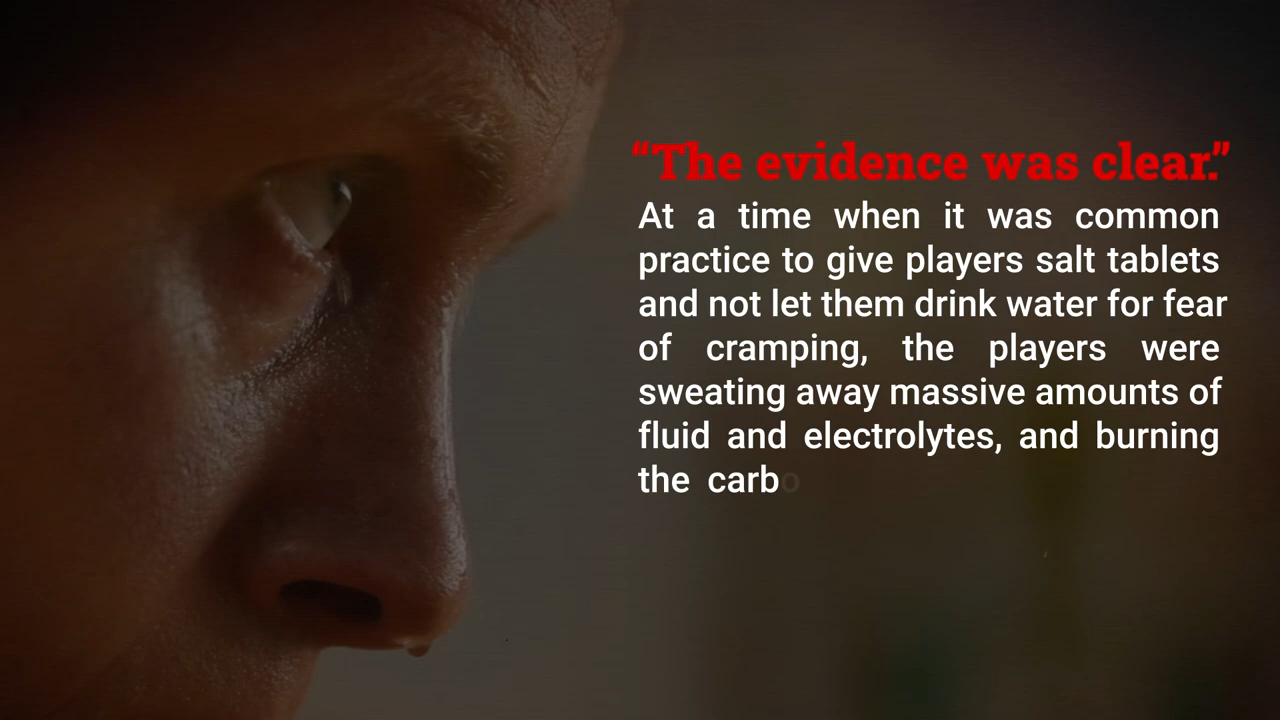 “The evidence was clear.”
At a time when it was common
practice to give players salt tablets
and not let them drink water for fear
of cramping, the players were
sweating away massive amounts of
fluid and electrolytes, and burning
the carbo